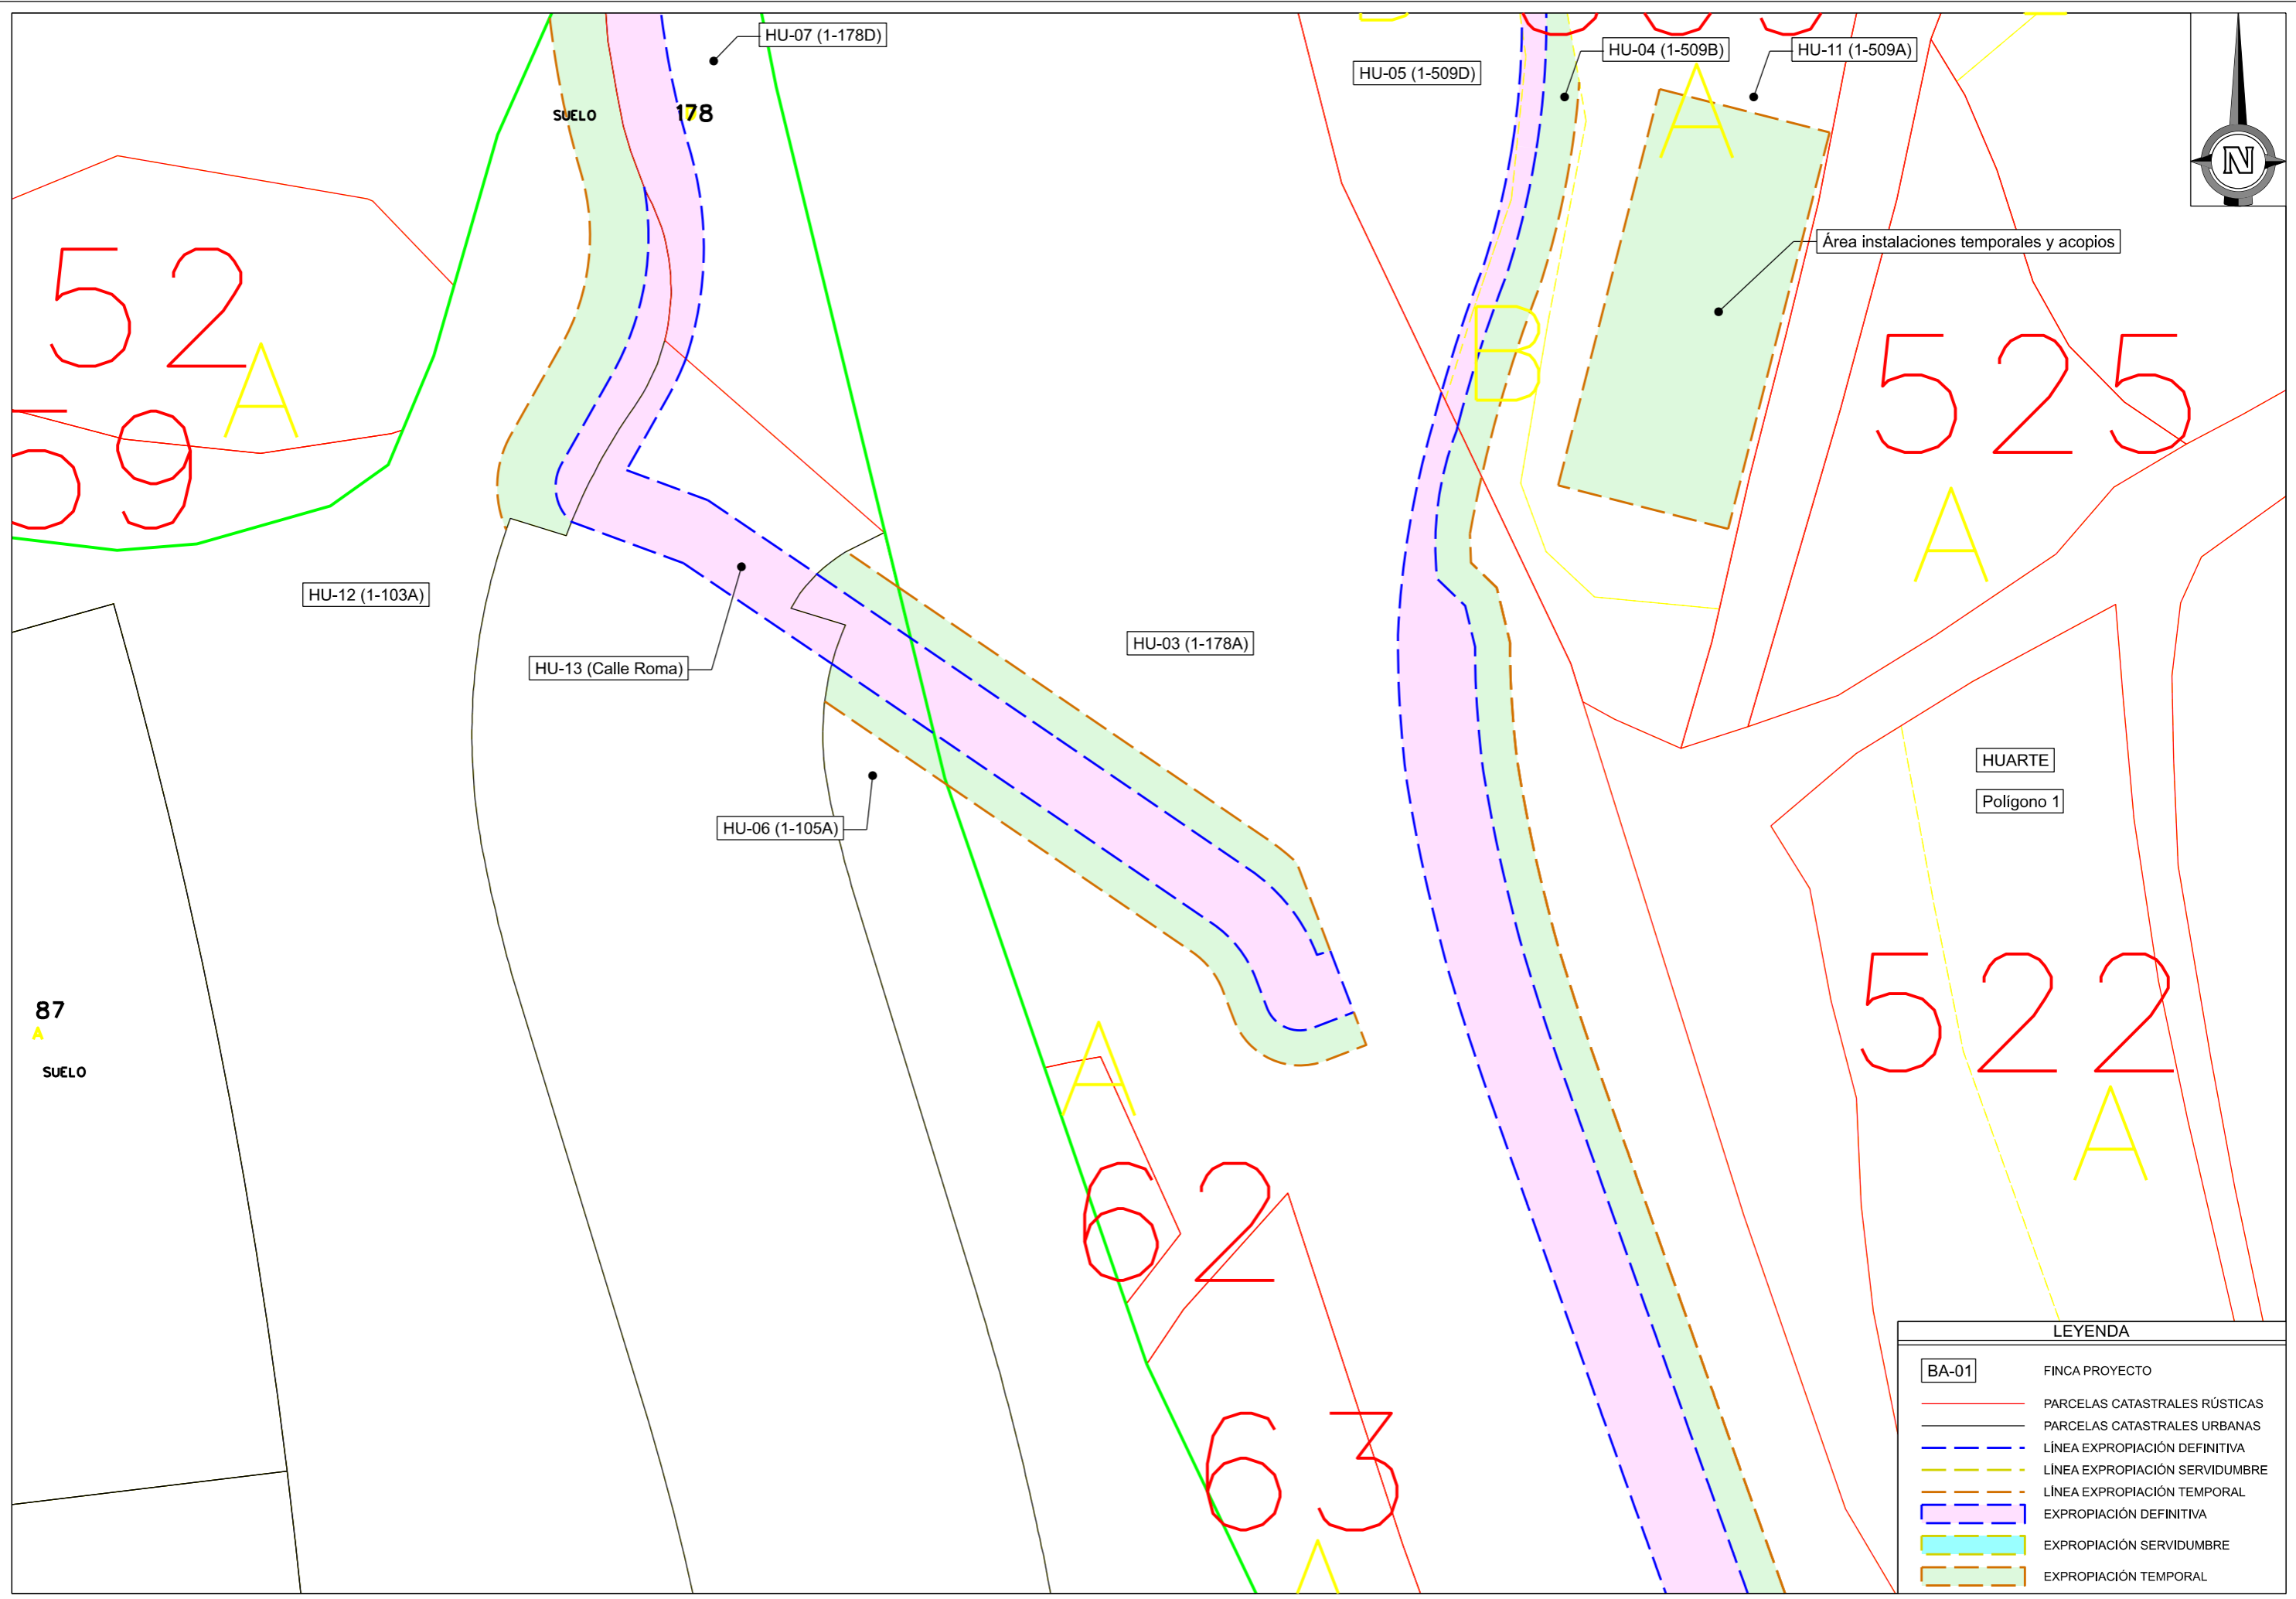 HU-07 (1-178D)
HU-05 (1-509D)
HU-04 (1-509B)
HU-11 (1-509A)
A
N
SUELO
178
Área instalaciones temporales y acopios
52
A
B
525
A
59
HU-12 (1-103A)
HU-03 (1-178A)
HU-13 (Calle Roma)
HUARTE
Polígono 1
HU-06 (1-105A)
87
A
SUELO
A
522
A
62
63
A
LEYENDA
BA-01 FINCA PROYECTO
PARCELAS CATASTRALES RÚSTICAS
PARCELAS CATASTRALES URBANAS
LÍNEA EXPROPIACIÓN DEFINITIVA
LÍNEA EXPROPIACIÓN SERVIDUMBRE
LÍNEA EXPROPIACIÓN TEMPORAL
EXPROPIACIÓN DEFINITIVA
EXPROPIACIÓN SERVIDUMBRE
EXPROPIACIÓN TEMPORAL